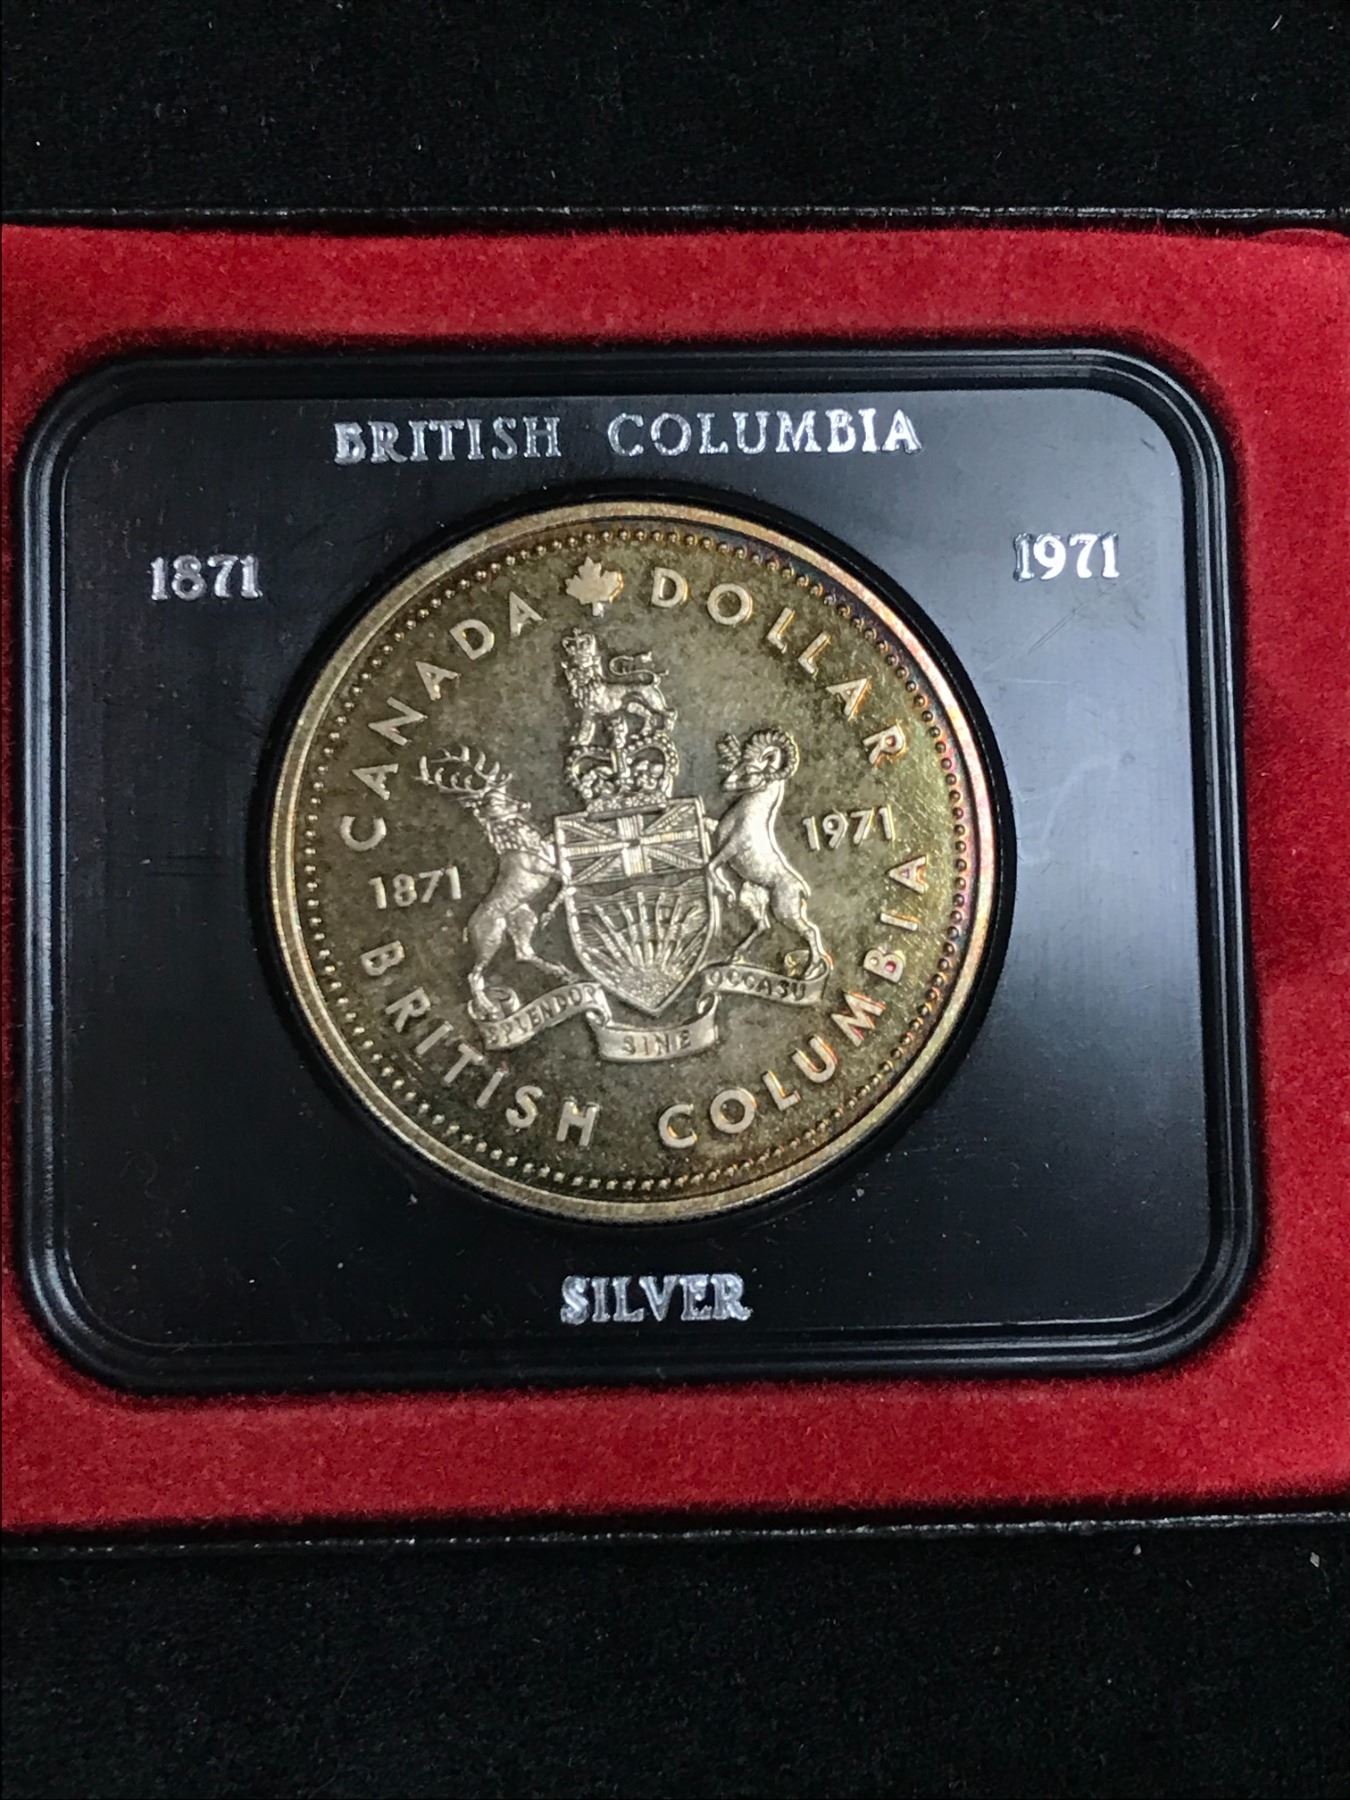 BRITISH COLUMBIA
1871
1971
CANADA DOLLAR
1871
1971
SPLENDOR SINE OCCASU
BRITISH COLUMBIA
SILVER